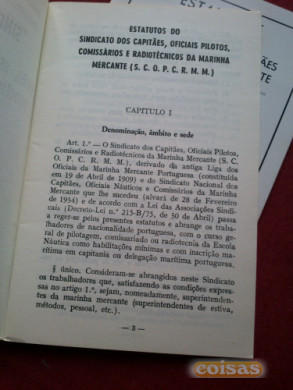 ESTATUTOS DO
SINDICATO DOS CAPITÃES, OFICIAIS PILOTOS,
COMISSÁRIOS E RADIOTÉCNICOS DA MARINHA
MERCANTE (S. C. O. P. C. R. M. M.)
CAPITULO I
Denominação, âmbito e sede
Art. 1.º — O Sindicato dos Capitães, Oficiais Pilotos,
Comissários e Radiotécnicos da Marinha Mercante (S. C.
O. P. C. R. M. M.), derivado da antiga Liga dos
Oficiais da Marinha Mercante Portuguesa (constituída
em 19 de Abril de 1909) e do Sindicato Nacional dos
Capitães, Oficiais Náuticos e Comissários da Marinha
Mercante que lhe sucedeu (alvará de 28 de Fevereiro
de 1934) e de acordo com a Lei das Associações Sindi-
cais (Decreto-Lei n.º 215-B/75, de 30 de Abril) passa
a reger-se pelos presentes estatutos e abrange os traba-
lhadores de nacionalidade portuguesa, com o curso ge-
ral de pilotagem, comissariado ou radiotecnia da Escola
Náutica como habilitações mínimas e com inscrição ma-
rítima em capitania ou delegação marítima portuguesa.
§ único. Consideram-se abrangidos neste Sindicato
os trabalhadores que, satisfazendo as condições expres-
sas no artigo 1.º, sejam, nomeadamente, superintenden-
tes da marinha mercante (superintendentes de estiva,
métodos, pessoal, etc.).
— 3 —
coisas